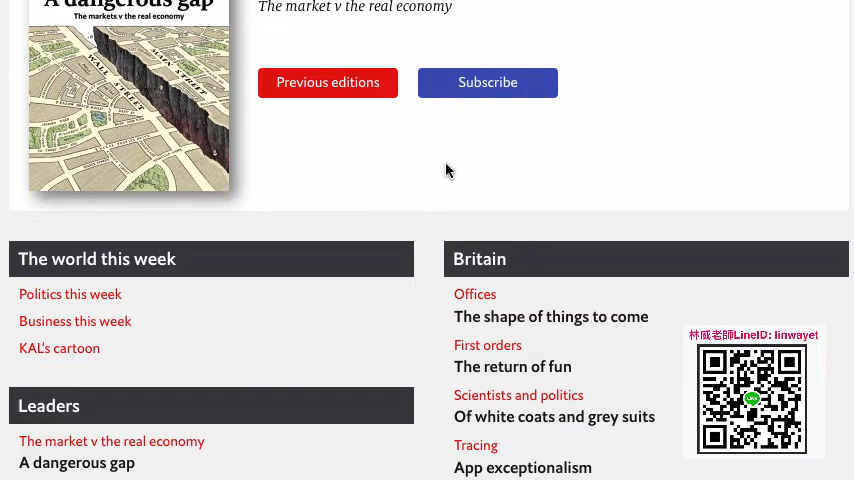 A dangerous gap
The markets v the real economy
WALL STREET
MAIN STREET
The market v the real economy
Previous editions
Subscribe
The world this week
Politics this week
Business this week
KAL's cartoon
Leaders
The market v the real economy
A dangerous gap
Britain
Offices
The shape of things to come
First orders
The return of fun
Scientists and politics
Of white coats and grey suits
Tracing
App exceptionalism
林威老師LineID: linwayet
LINE